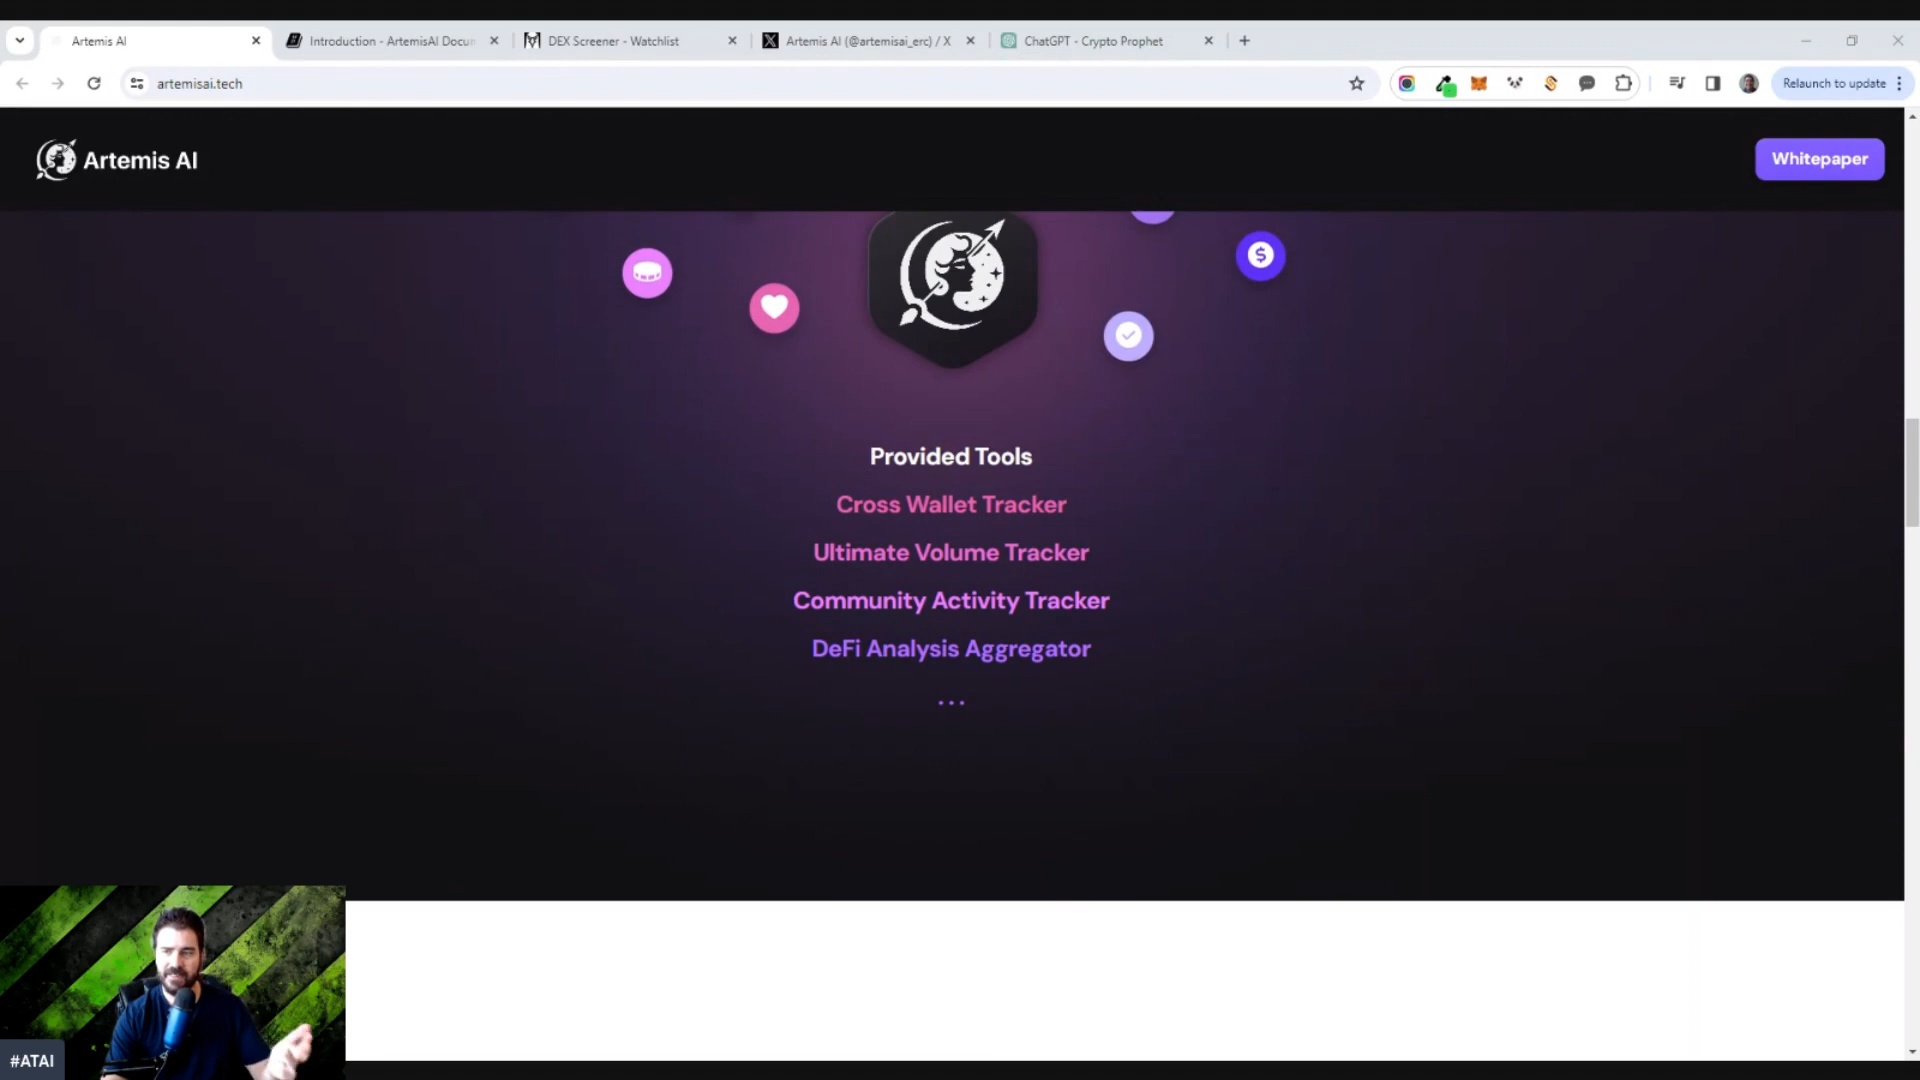 Artemis AI
Introduction - ArtemisAI Docum
DEX Screener - Watchlist
Artemis AI (@artemisai_erc) / X
ChatGPT - Crypto Prophet
artemisai.tech
Relaunch to update
Artemis AI
Whitepaper
$
Provided Tools
Cross Wallet Tracker
Ultimate Volume Tracker
Community Activity Tracker
DeFi Analysis Aggregator
...
#ATAI